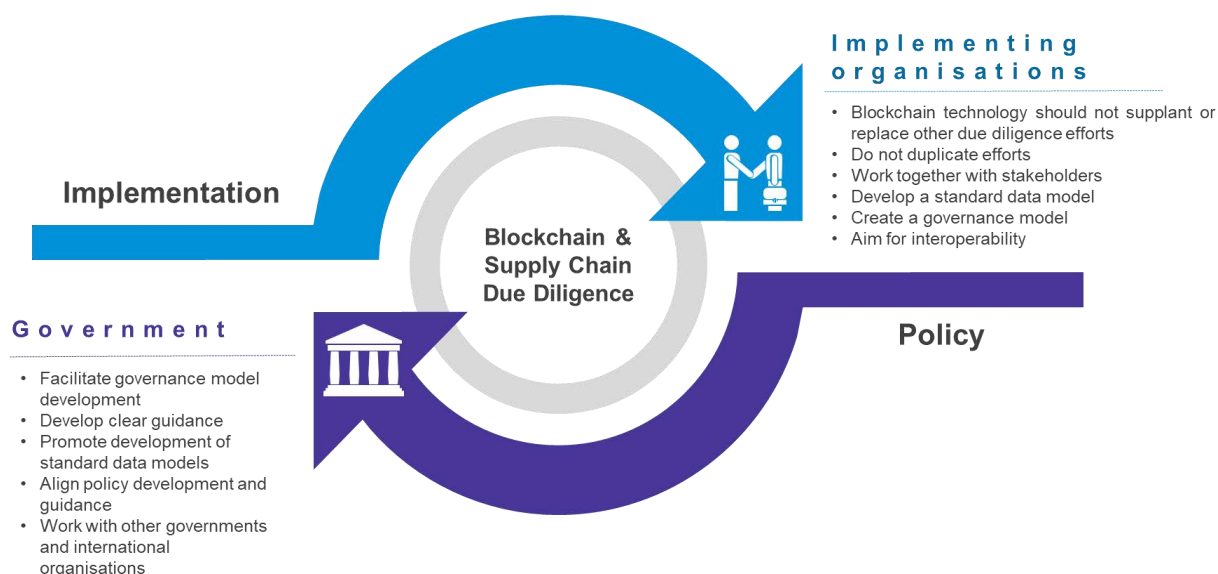 Implementing
organisations
• Blockchain technology should not supplant or
replace other due diligence efforts
• Do not duplicate efforts
• Work together with stakeholders
• Develop a standard data model
• Create a governance model
• Aim for interoperability
Implementation
Blockchain &
Supply Chain
Due Diligence
Policy
Government
• Facilitate governance model
development
• Develop clear guidance
• Promote development of
standard data models
• Align policy development and
guidance
• Work with other governments
and international
organisations